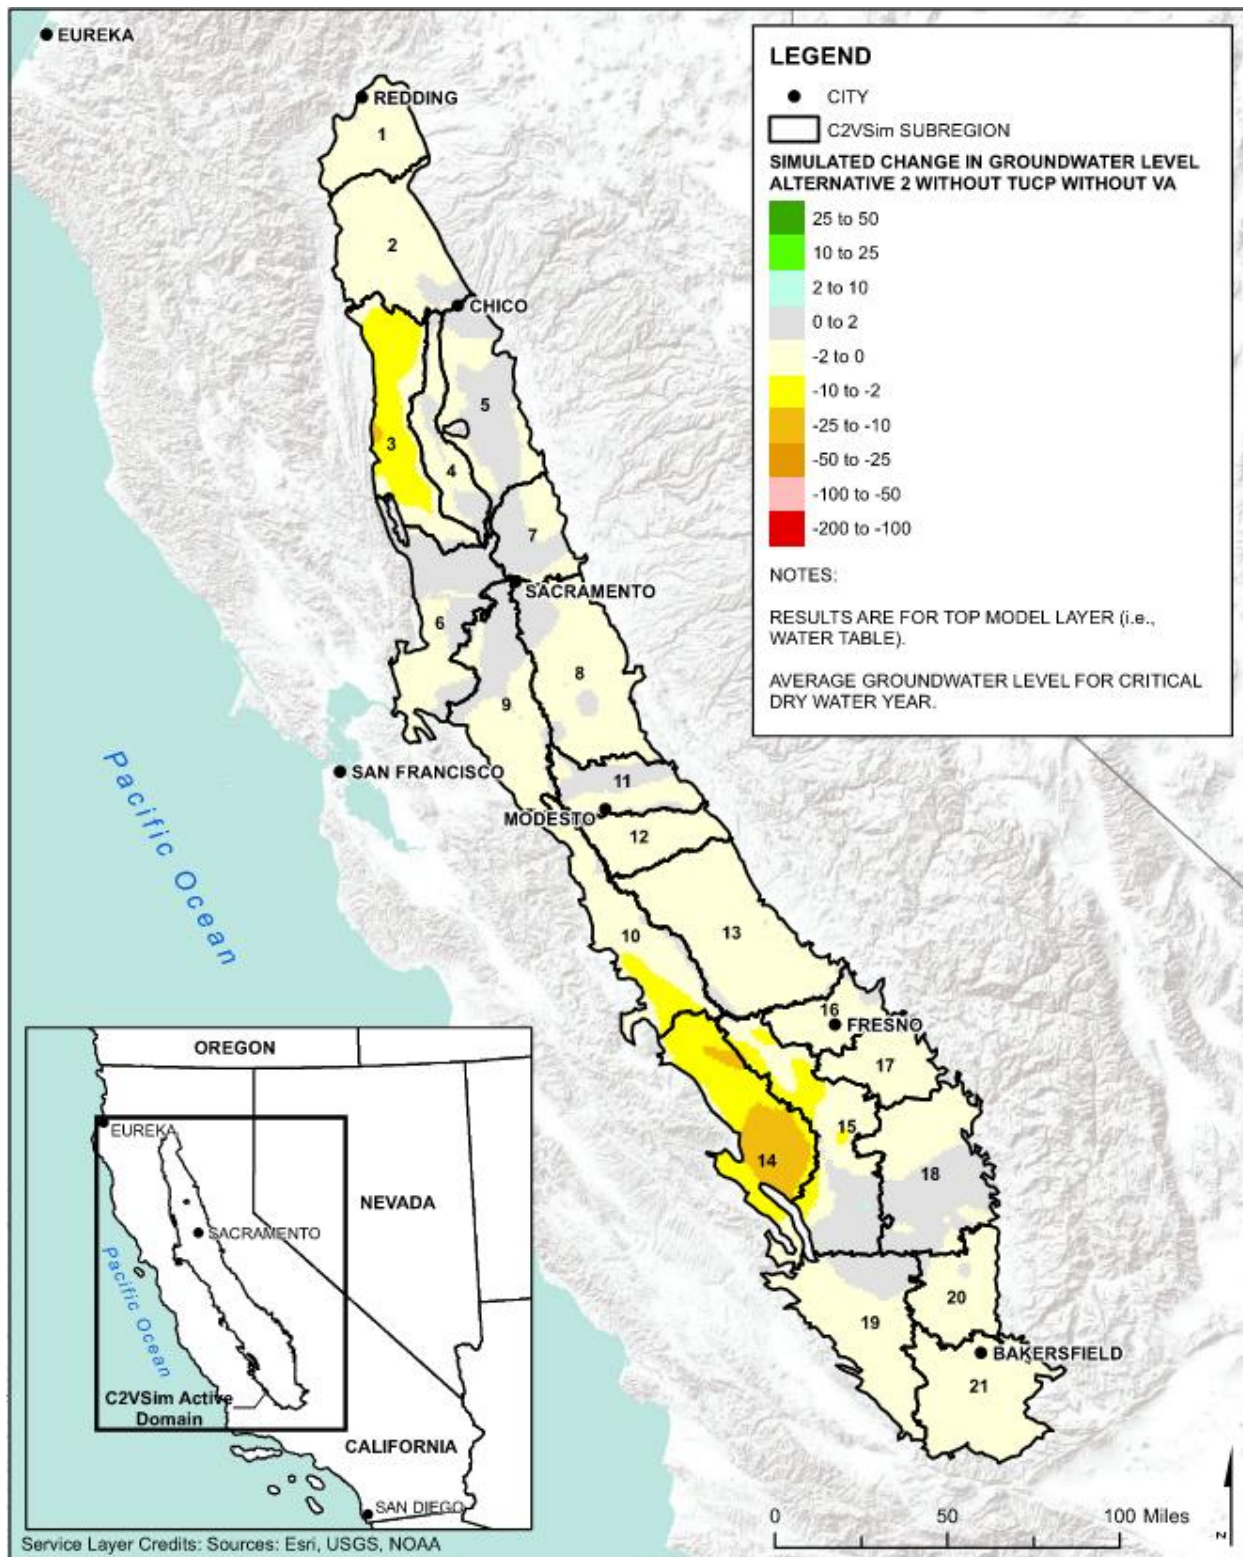 EUREKA
REDDING
1
2
CHICO
3
4
5
7
SACRAMENTO
6
8
9
SAN FRANCISCO
11
MODESTO
12
10
13
16
FRESNO
17
15
14
18
19
20
BAKERSFIELD
21
Pacific Ocean
LEGEND
CITY
C2VSim SUBREGION
SIMULATED CHANGE IN GROUNDWATER LEVEL
ALTERNATIVE 2 WITHOUT TUCP WITHOUT VA
25 to 50
10 to 25
2 to 10
0 to 2
-2 to 0
-10 to -2
-25 to -10
-50 to -25
-100 to -50
-200 to -100
NOTES:
RESULTS ARE FOR TOP MODEL LAYER (i.e.,
WATER TABLE).
AVERAGE GROUNDWATER LEVEL FOR CRITICAL
DRY WATER YEAR.
OREGON
EUREKA
NEVADA
SACRAMENTO
Pacific Ocean
C2VSim Active
Domain
CALIFORNIA
SAN DIEGO
0 50 100 Miles
N
Service Layer Credits: Sources: Esri, USGS, NOAA